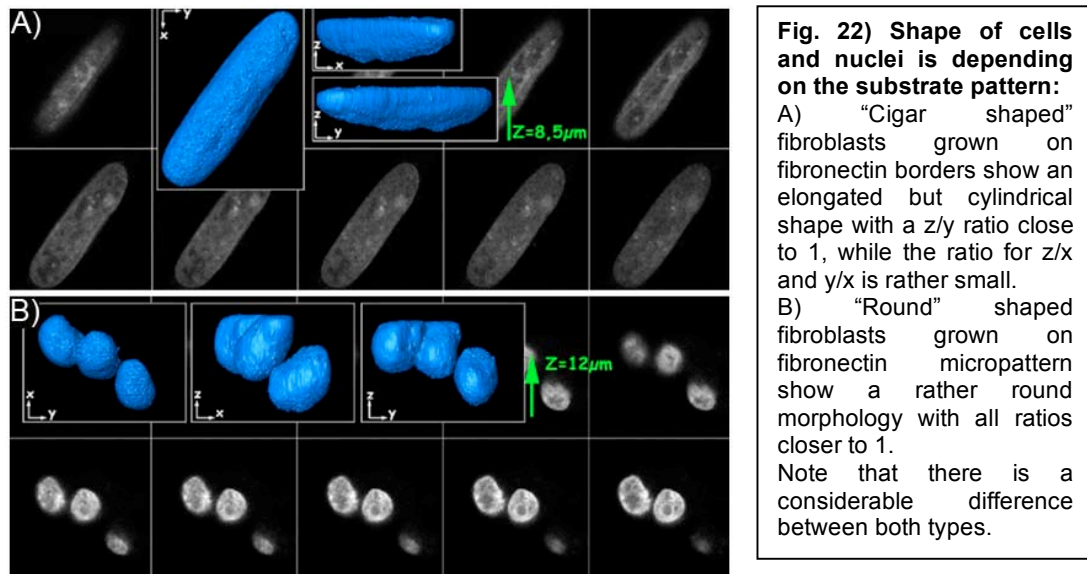 A)
y
x
z
x
z
y
Z=8,5µm
B)
x
y
z
x
z
y
Z=12µm
Fig. 22) Shape of cells
and nuclei is depending
on the substrate pattern:
A) “Cigar shaped”
fibroblasts grown on
fibronectin borders show an
elongated but cylindrical
shape with a z/y ratio close
to 1, while the ratio for z/x
and y/x is rather small.
B) “Round” shaped
fibroblasts grown on
fibronectin micropattern
show a rather round
morphology with all ratios
closer to 1.
Note that there is a
considerable difference
between both types.